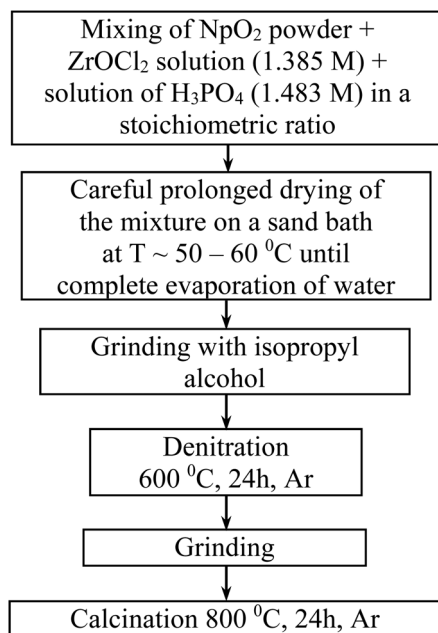 Mixing of NpO₂ powder +
ZrOCl₂ solution (1.385 M) +
solution of H₃PO₄ (1.483 M) in a
stoichiometric ratio
Careful prolonged drying of
the mixture on a sand bath
at T ~ 50 – 60 ⁰C until
complete evaporation of water
Grinding with isopropyl
alcohol
Denitration
600 ⁰C, 24h, Ar
Grinding
Calcination 800 ⁰C, 24h, Ar